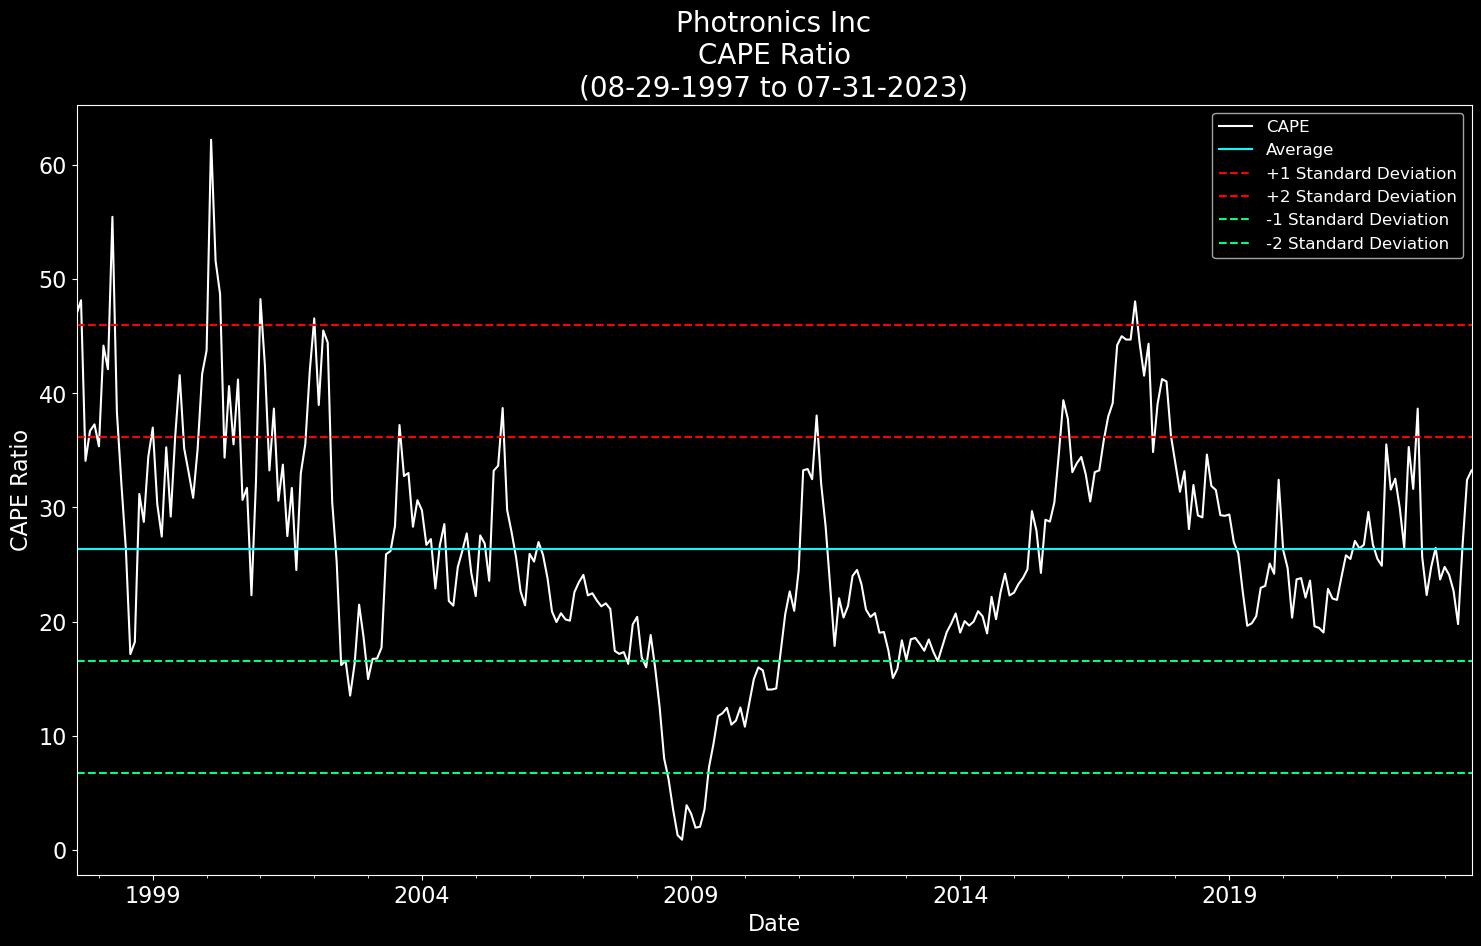 Photronics Inc
CAPE Ratio
(08-29-1997 to 07-31-2023)
CAPE
Average
+1 Standard Deviation
+2 Standard Deviation
-1 Standard Deviation
-2 Standard Deviation
60
50
40
30
20
10
0
CAPE Ratio
1999
2004
2009
2014
2019
Date